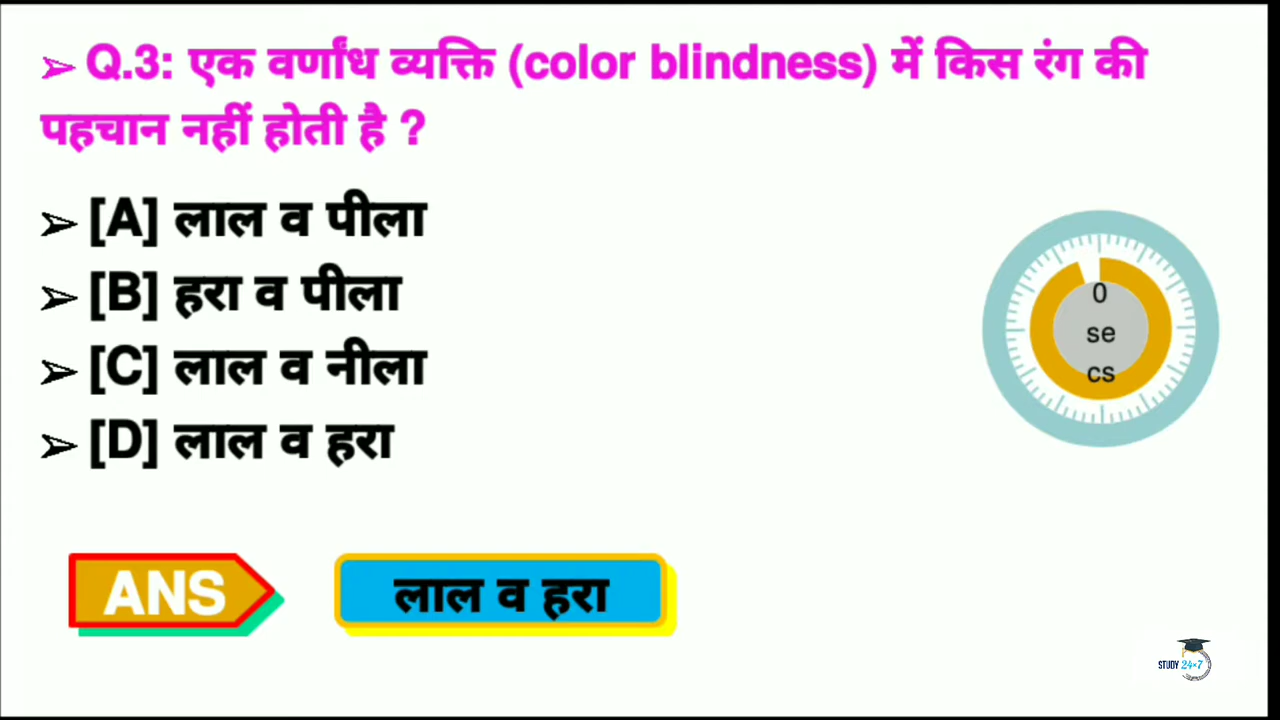 ➢ Q.3: एक वर्णांध व्यक्ति (color blindness) में किस रंग की
पहचान नहीं होती है ?
➢ [A] लाल व पीला
➢ [B] हरा व पीला
➢ [C] लाल व नीला
➢ [D] लाल व हरा
0
se
cs
ANS
लाल व हरा
STUDY 24×7